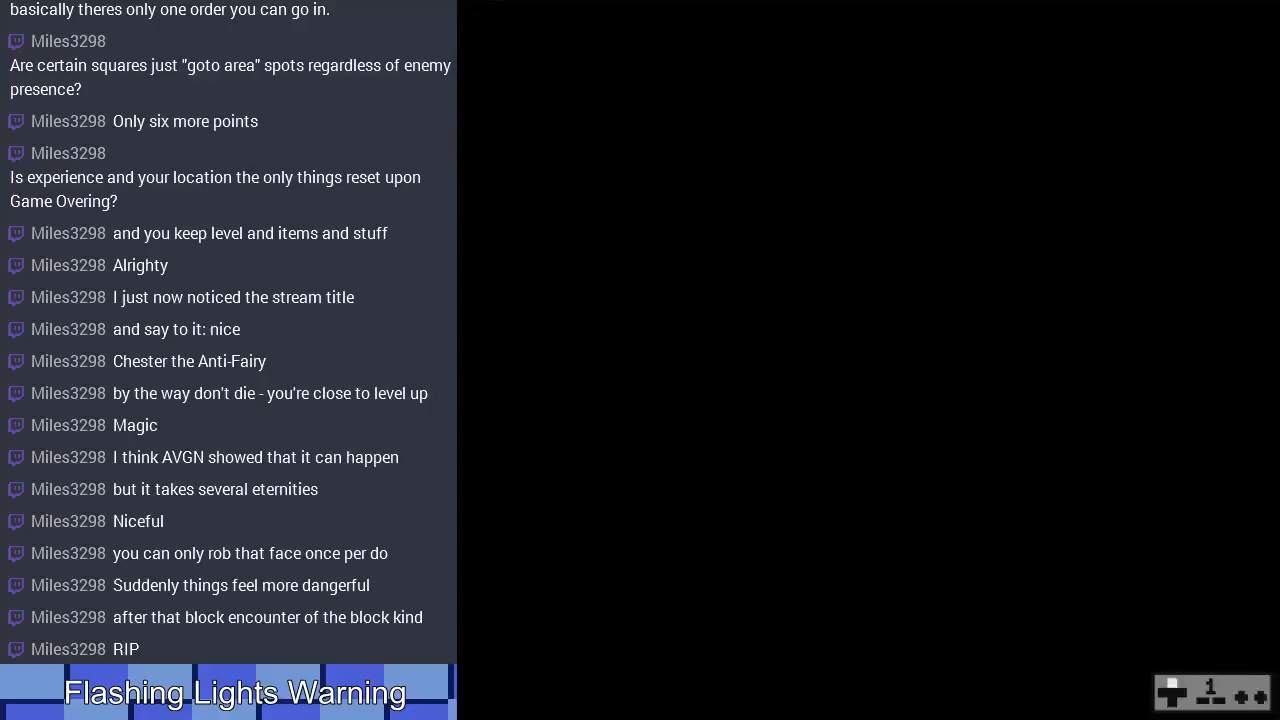 basically theres only one order you can go in.
Miles3298
Are certain squares just "goto area" spots regardless of enemy
presence?
Miles3298 Only six more points
Miles3298
Is experience and your location the only things reset upon
Game Overing?
Miles3298 and you keep level and items and stuff
Miles3298 Alrighty
Miles3298 I just now noticed the stream title
Miles3298 and say to it: nice
Miles3298 Chester the Anti-Fairy
Miles3298 by the way don't die - you're close to level up
Miles3298 Magic
Miles3298 I think AVGN showed that it can happen
Miles3298 but it takes several eternities
Miles3298 Niceful
Miles3298 you can only rob that face once per do
Miles3298 Suddenly things feel more dangerful
Miles3298 after that block encounter of the block kind
Miles3298 RIP
Flashing Lights Warning
1